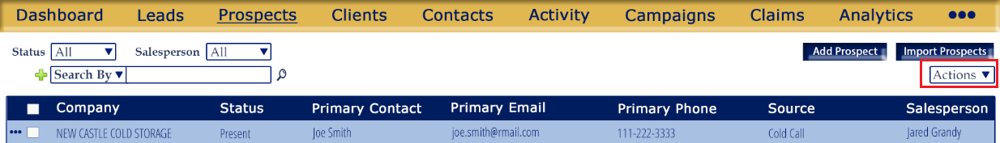 Dashboard Leads Prospects Clients Contacts Activity Campaigns Claims Analytics •••
Status All Salesperson All Add Prospect Import Prospects
Search By Actions
Company Status Primary Contact Primary Email Primary Phone Source Salesperson
••• NEW CASTLE COLD STORAGE Present Joe Smith joe.smith@rmail.com 111-222-3333 Cold Call Jared Grandy